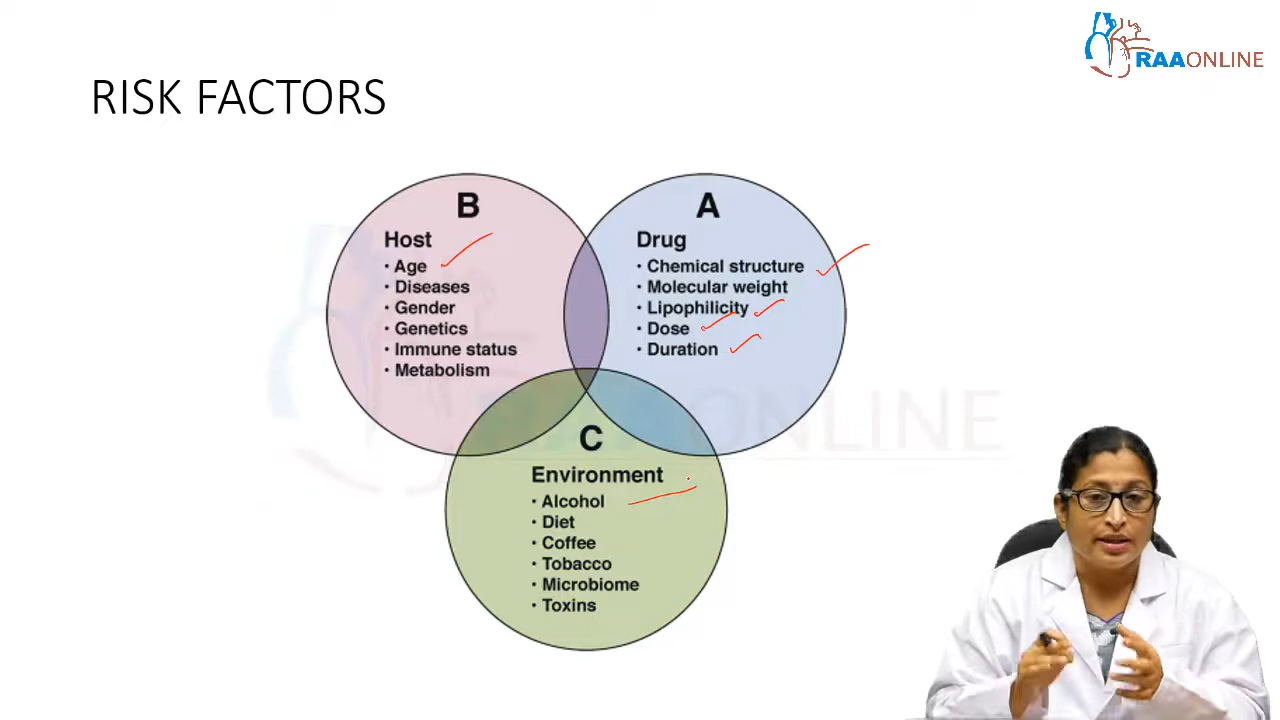 RAAONLINE
RISK FACTORS
B
Host
• Age
• Diseases
• Gender
• Genetics
• Immune status
• Metabolism
A
Drug
• Chemical structure
• Molecular weight
• Lipophilicity
• Dose
• Duration
C
Environment
• Alcohol
• Diet
• Coffee
• Tobacco
• Microbiome
• Toxins
RAAONLINE